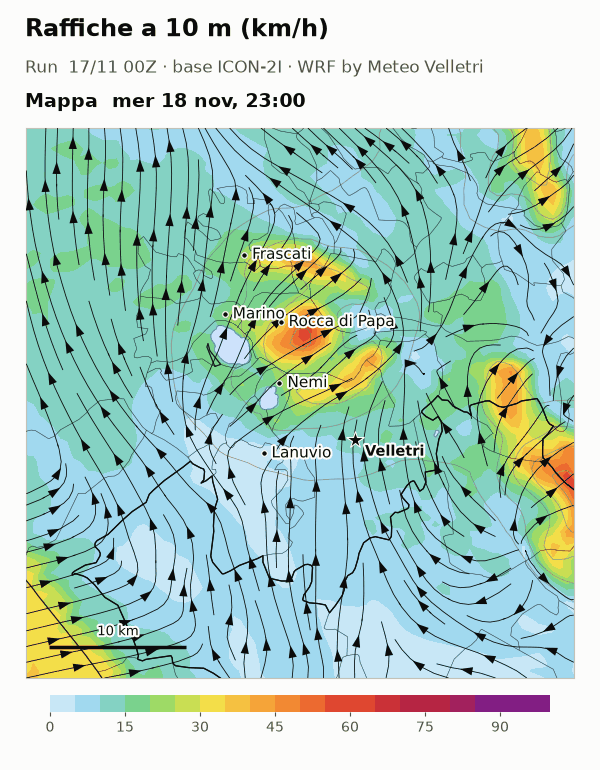 Raffiche a 10 m (km/h)
Run  17/11 00Z · base ICON-2I · WRF by Meteo Velletri
Mappa  mer 18 nov, 23:00
Frascati
Marino
Rocca di Papa
Nemi
Velletri
Lanuvio
10 km
0 15 30 45 60 75 90